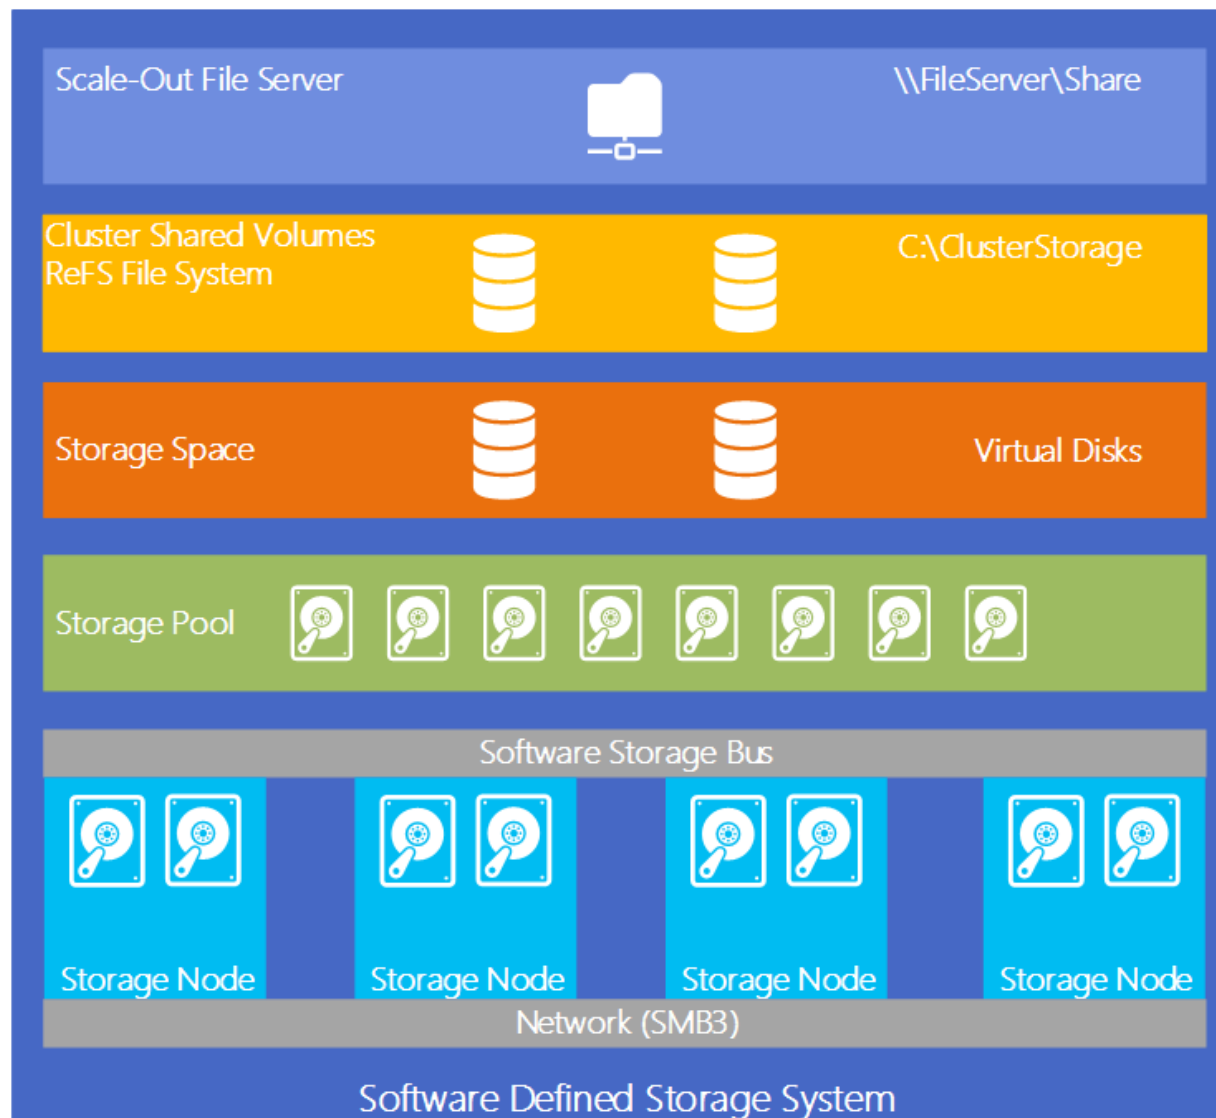 Scale-Out File Server
\\FileServer\Share
Cluster Shared Volumes
ReFS File System
C:\ClusterStorage
Storage Space
Virtual Disks
Storage Pool
Software Storage Bus
Storage Node
Storage Node
Storage Node
Storage Node
Network (SMB3)
Software Defined Storage System